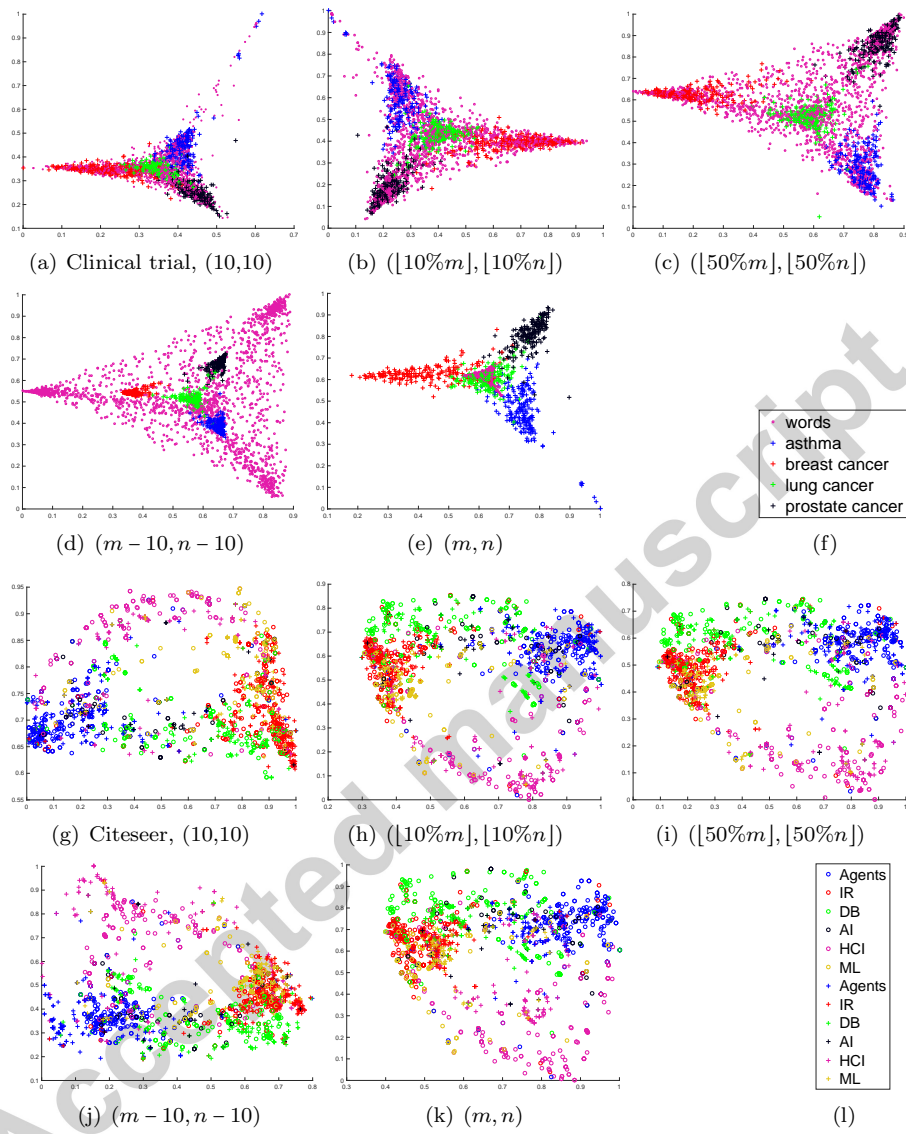 (a) Clinical trial, (10,10)
(b) (⌊10%m⌋, ⌊10%n⌋)
(c) (⌊50%m⌋, ⌊50%n⌋)
words
asthma
breast cancer
lung cancer
prostate cancer
(d) (m − 10, n − 10)
(e) (m, n)
(f)
(g) Citeseer, (10,10)
(h) (⌊10%m⌋, ⌊10%n⌋)
(i) (⌊50%m⌋, ⌊50%n⌋)
Agents
IR
DB
AI
HCI
ML
Agents
IR
DB
AI
HCI
ML
(j) (m − 10, n − 10)
(k) (m, n)
(l)
Accepted manuscript